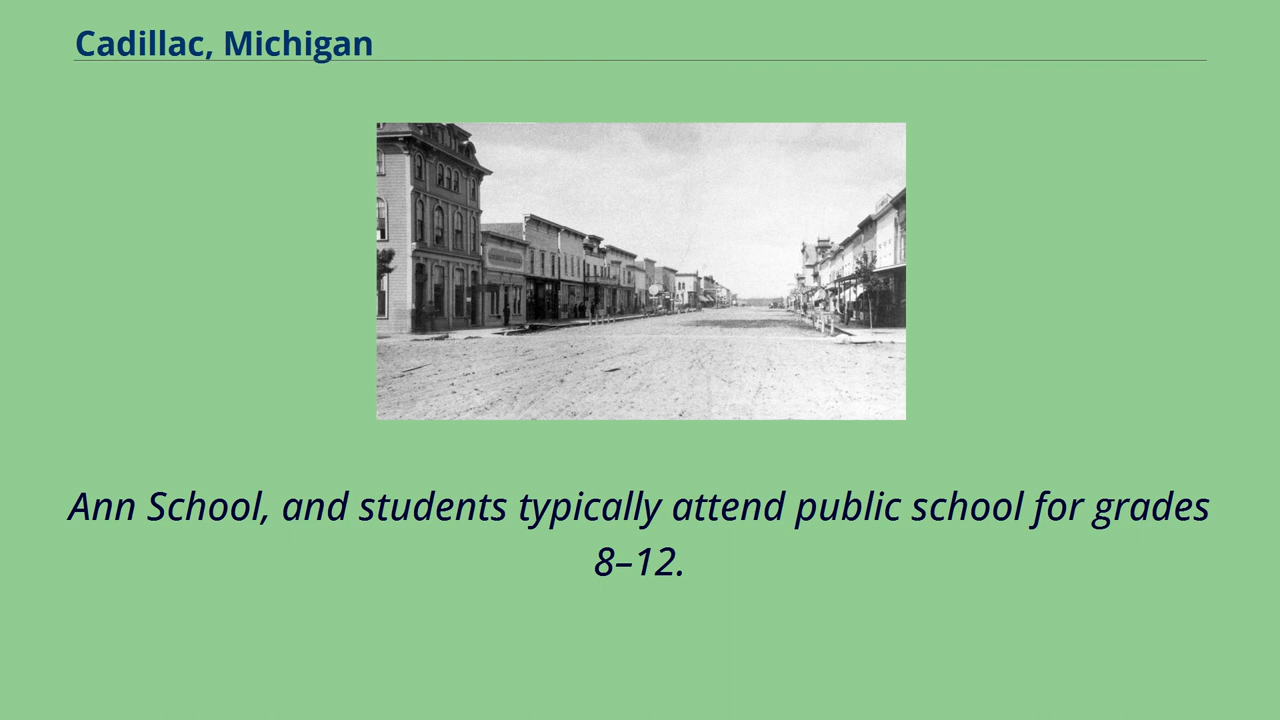 Cadillac, Michigan
Ann School, and students typically attend public school for grades
8–12.